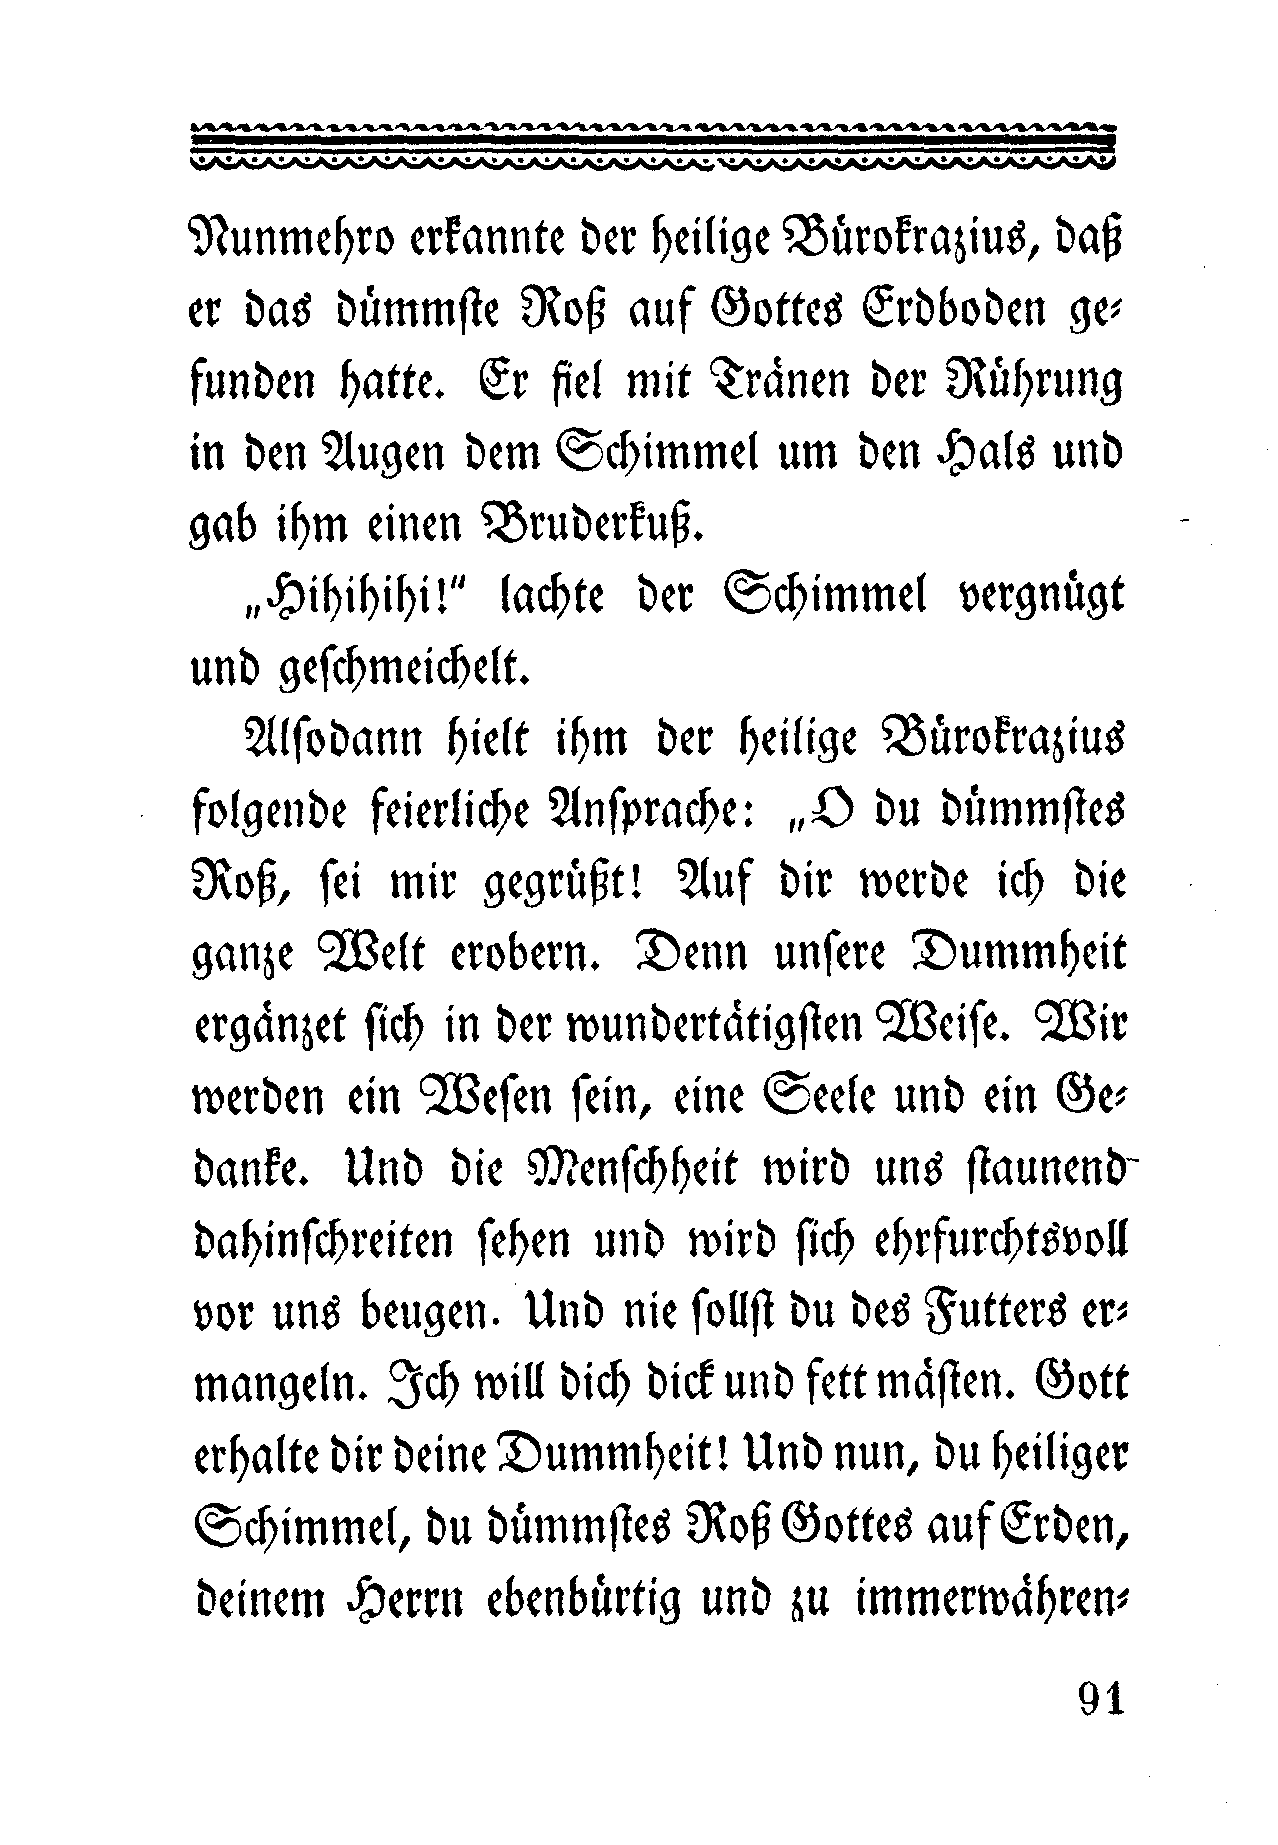 Nunmehro erkannte der heilige Bürokrazius, daß
er das dümmſte Roß auf Gottes Erdboden ge⸗
funden hatte. Er fiel mit Tränen der Rührung
in den Augen dem Schimmel um den Hals und
gab ihm einen Bruderkuß.
„Hihihihi!“ lachte der Schimmel vergnügt
und geſchmeichelt.
Alſodann hielt ihm der heilige Bürokrazius
folgende feierliche Anſprache: „O du dümmſtes
Roß, ſei mir gegrüßt! Auf dir werde ich die
ganze Welt erobern. Denn unſere Dummheit
ergänzet ſich in der wundertätigſten Weiſe. Wir
werden ein Weſen ſein, eine Seele und ein Ge⸗
danke. Und die Menſchheit wird uns ſtaunend
dahinſchreiten ſehen und wird ſich ehrfurchtsvoll
vor uns beugen. Und nie ſollſt du des Futters er⸗
mangeln. Ich will dich dick und fett mäſten. Gott
erhalte dir deine Dummheit! Und nun, du heiliger
Schimmel, du dümmſtes Roß Gottes auf Erden,
deinem Herrn ebenbürtig und zu immerwähren⸗
91